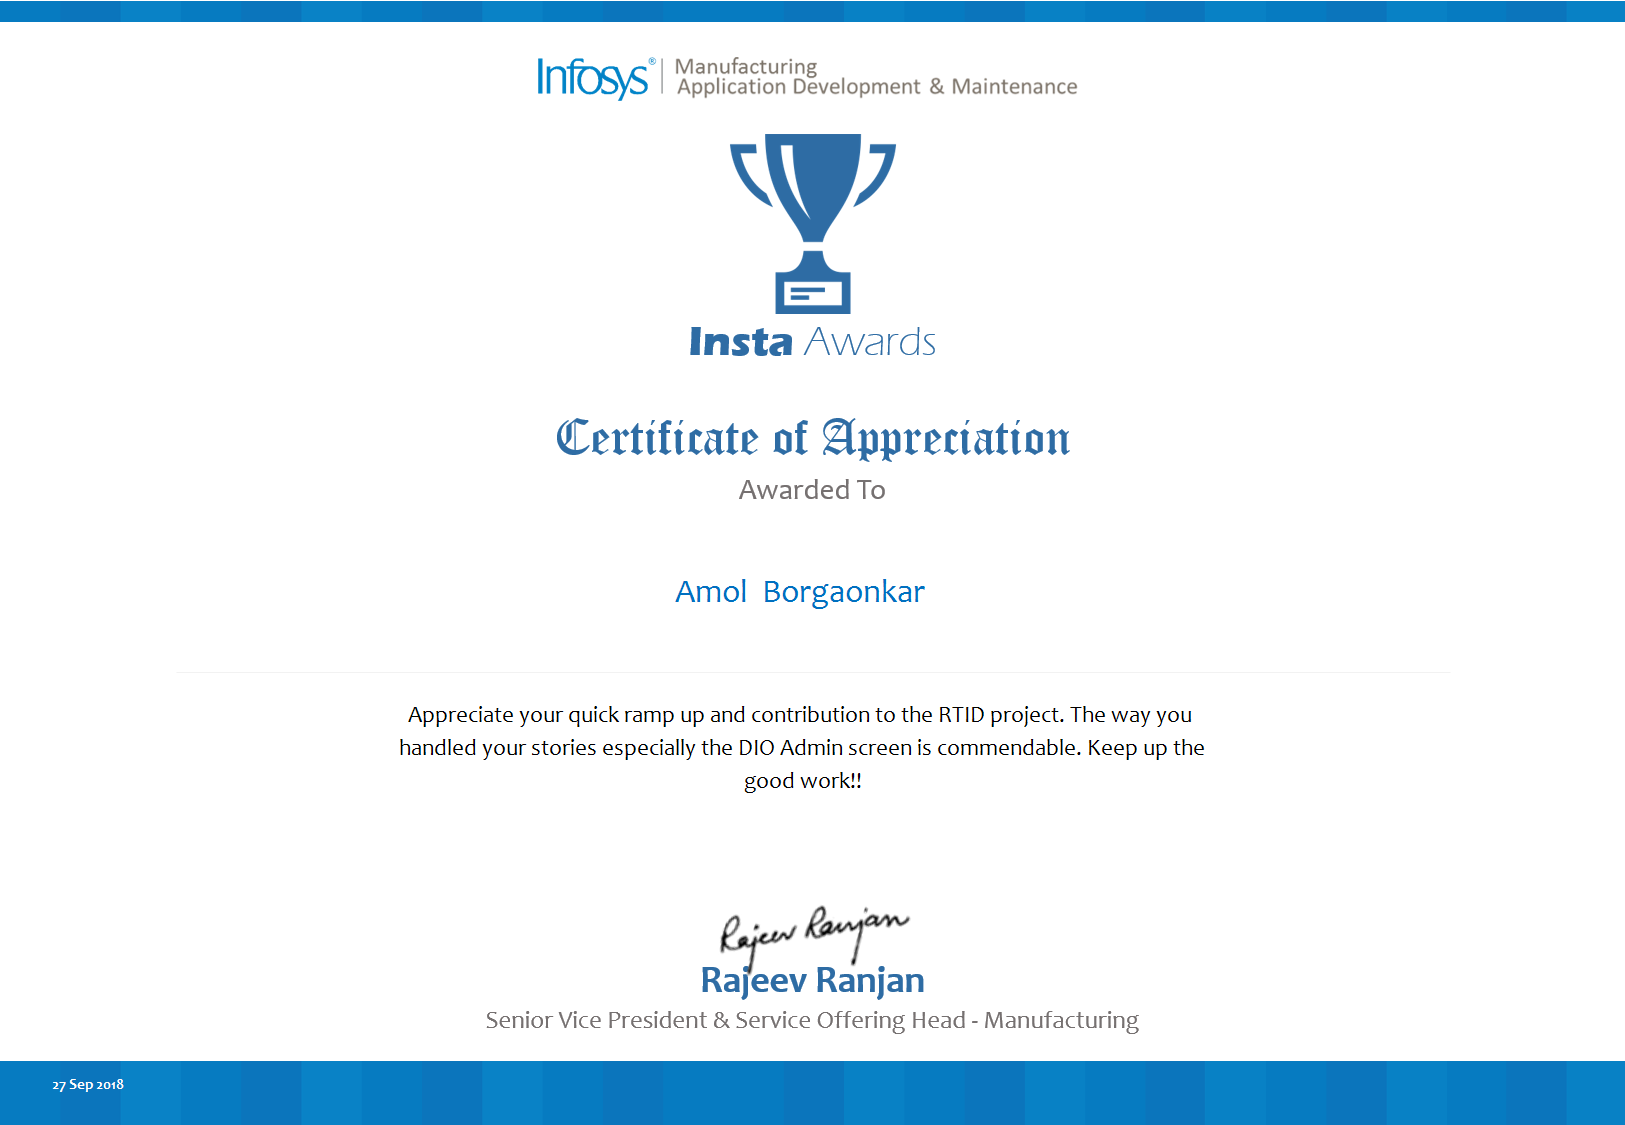 Infosys® | Manufacturing
Application Development & Maintenance
Insta Awards
Certificate of Appreciation
Awarded To
Amol Borgaonkar
Appreciate your quick ramp up and contribution to the RTID project. The way you
handled your stories especially the DIO Admin screen is commendable. Keep up the
good work!!
Rajeev Ranjan
Rajeev Ranjan
Senior Vice President & Service Offering Head - Manufacturing
27 Sep 2018